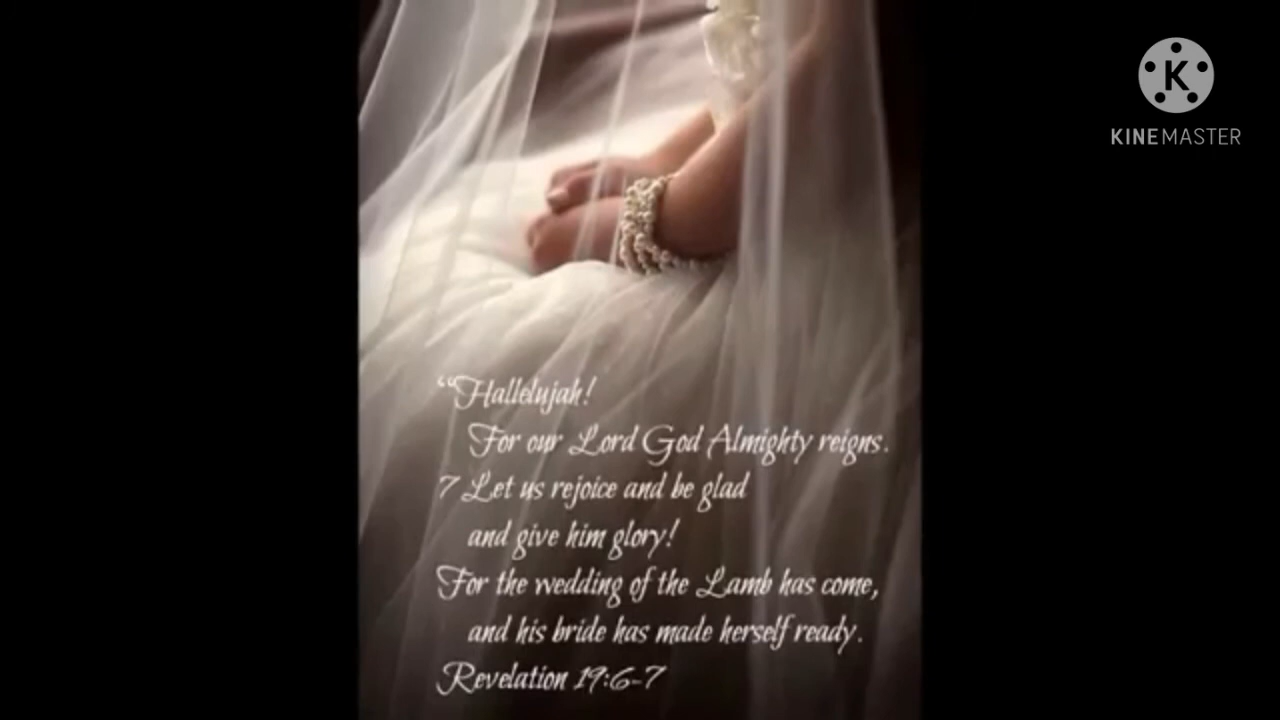 KINEMASTER
“Hallelujah!
For our Lord God Almighty reigns.
7 Let us rejoice and be glad
and give him glory!
For the wedding of the Lamb has come,
and his bride has made herself ready.
Revelation 19:6-7